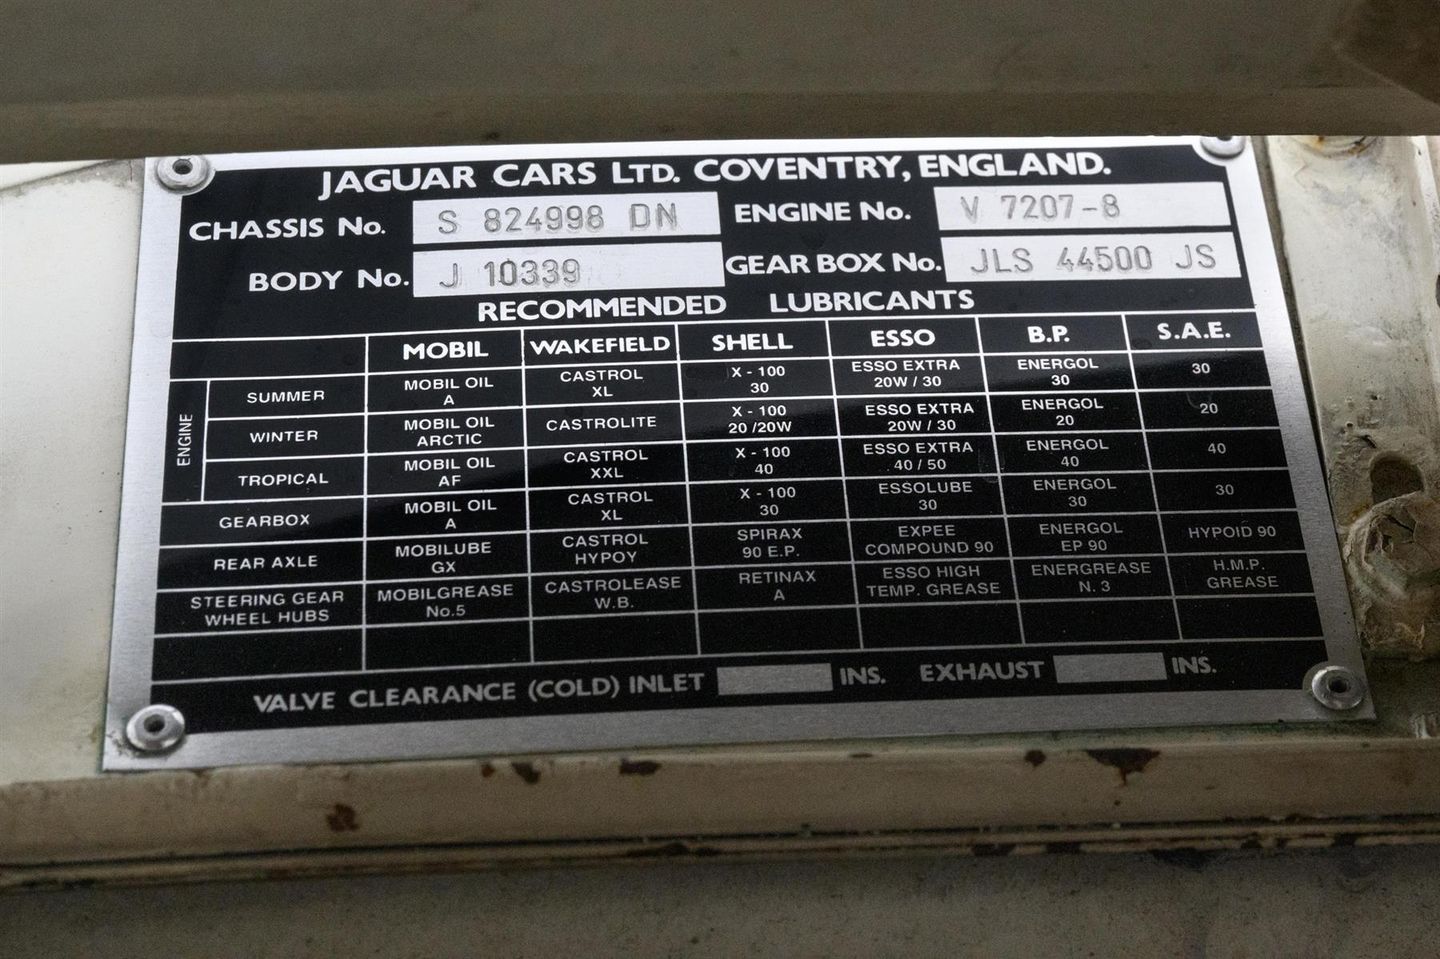 JAGUAR CARS LTD. COVENTRY, ENGLAND.
CHASSIS No. S 824998 DN ENGINE No. V 7207-8
BODY No. J 10339 GEAR BOX No. JLS 44500 JS
RECOMMENDED LUBRICANTS
MOBIL WAKEFIELD SHELL ESSO B.P. S.A.E.
ENGINE
SUMMER MOBIL OIL A CASTROL XL X - 100 30 ESSO EXTRA 20W / 30 ENERGOL 30 30
WINTER MOBIL OIL ARCTIC CASTROLITE X - 100 20 /20W ESSO EXTRA 20W / 30 ENERGOL 20 20
TROPICAL MOBIL OIL AF CASTROL XXL X - 100 40 ESSO EXTRA 40 / 50 ENERGOL 40 40
GEARBOX MOBIL OIL A CASTROL XL X - 100 30 ESSOLUBE 30 ENERGOL 30 30
REAR AXLE MOBILUBE GX CASTROL HYPOY SPIRAX 90 E.P. EXPEE COMPOUND 90 ENERGOL EP 90 HYPOID 90
STEERING GEAR WHEEL HUBS MOBILGREASE No.5 CASTROLEASE W.B. RETINAX A ESSO HIGH TEMP. GREASE ENERGREASE N. 3 H.M.P. GREASE
VALVE CLEARANCE (COLD) INLET INS. EXHAUST INS.